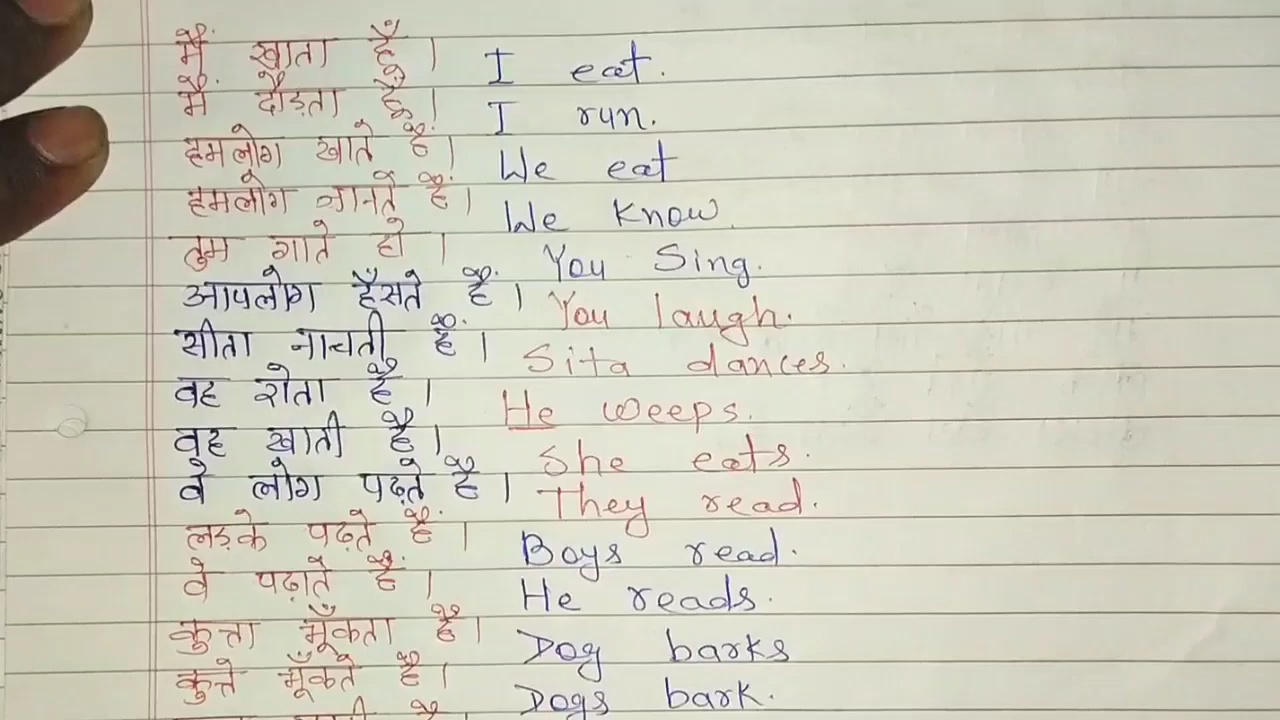 मैं खाता हूँ । I eat.
मैं दौड़ता हूँ । I run.
हमलोग खाते हैं । We eat
हमलोग जानते हैं । We know.
तुम गाते हो । You Sing.
आपलोग हँसते हैं । You laugh.
सीता नाचती हैं । Sita dances.
वह रोता है । He weeps.
वह खाती है । She eats.
वे लोग पढ़ते है । They read.
लड़के पढ़ते हैं । Boys read.
वे पढ़ाते हैं । He reads.
कुत्ता भूँकता है । Dog barks
कुत्ते भूँकते है । Dogs bark.